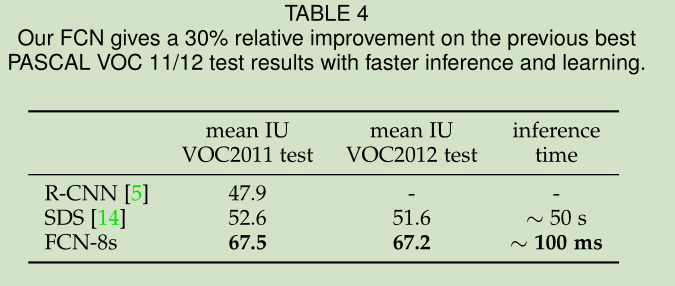 TABLE 4
Our FCN gives a 30% relative improvement on the previous best
PASCAL VOC 11/12 test results with faster inference and learning.
mean IU mean IU inference
VOC2011 test VOC2012 test time
R-CNN [5] 47.9 - -
SDS [14] 52.6 51.6 ∼ 50 s
FCN-8s 67.5 67.2 ∼ 100 ms